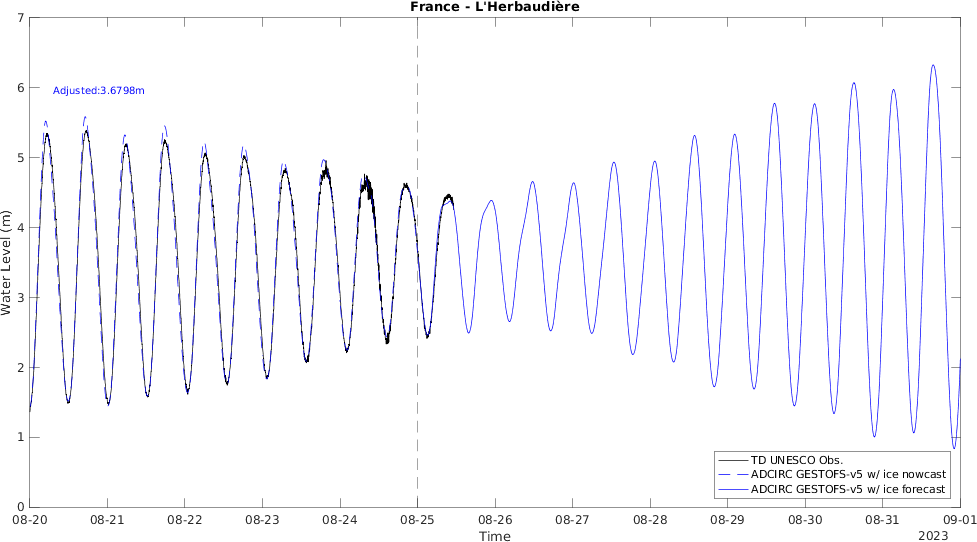 France - L'Herbaudière
7
6
5
4
3
2
1
0
Water Level (m)
Adjusted:3.6798m
TD UNESCO Obs.
ADCIRC GESTOFS-v5 w/ ice nowcast
ADCIRC GESTOFS-v5 w/ ice forecast
08-20 08-21 08-22 08-23 08-24 08-25 08-26 08-27 08-28 08-29 08-30 08-31 09-01
Time
2023